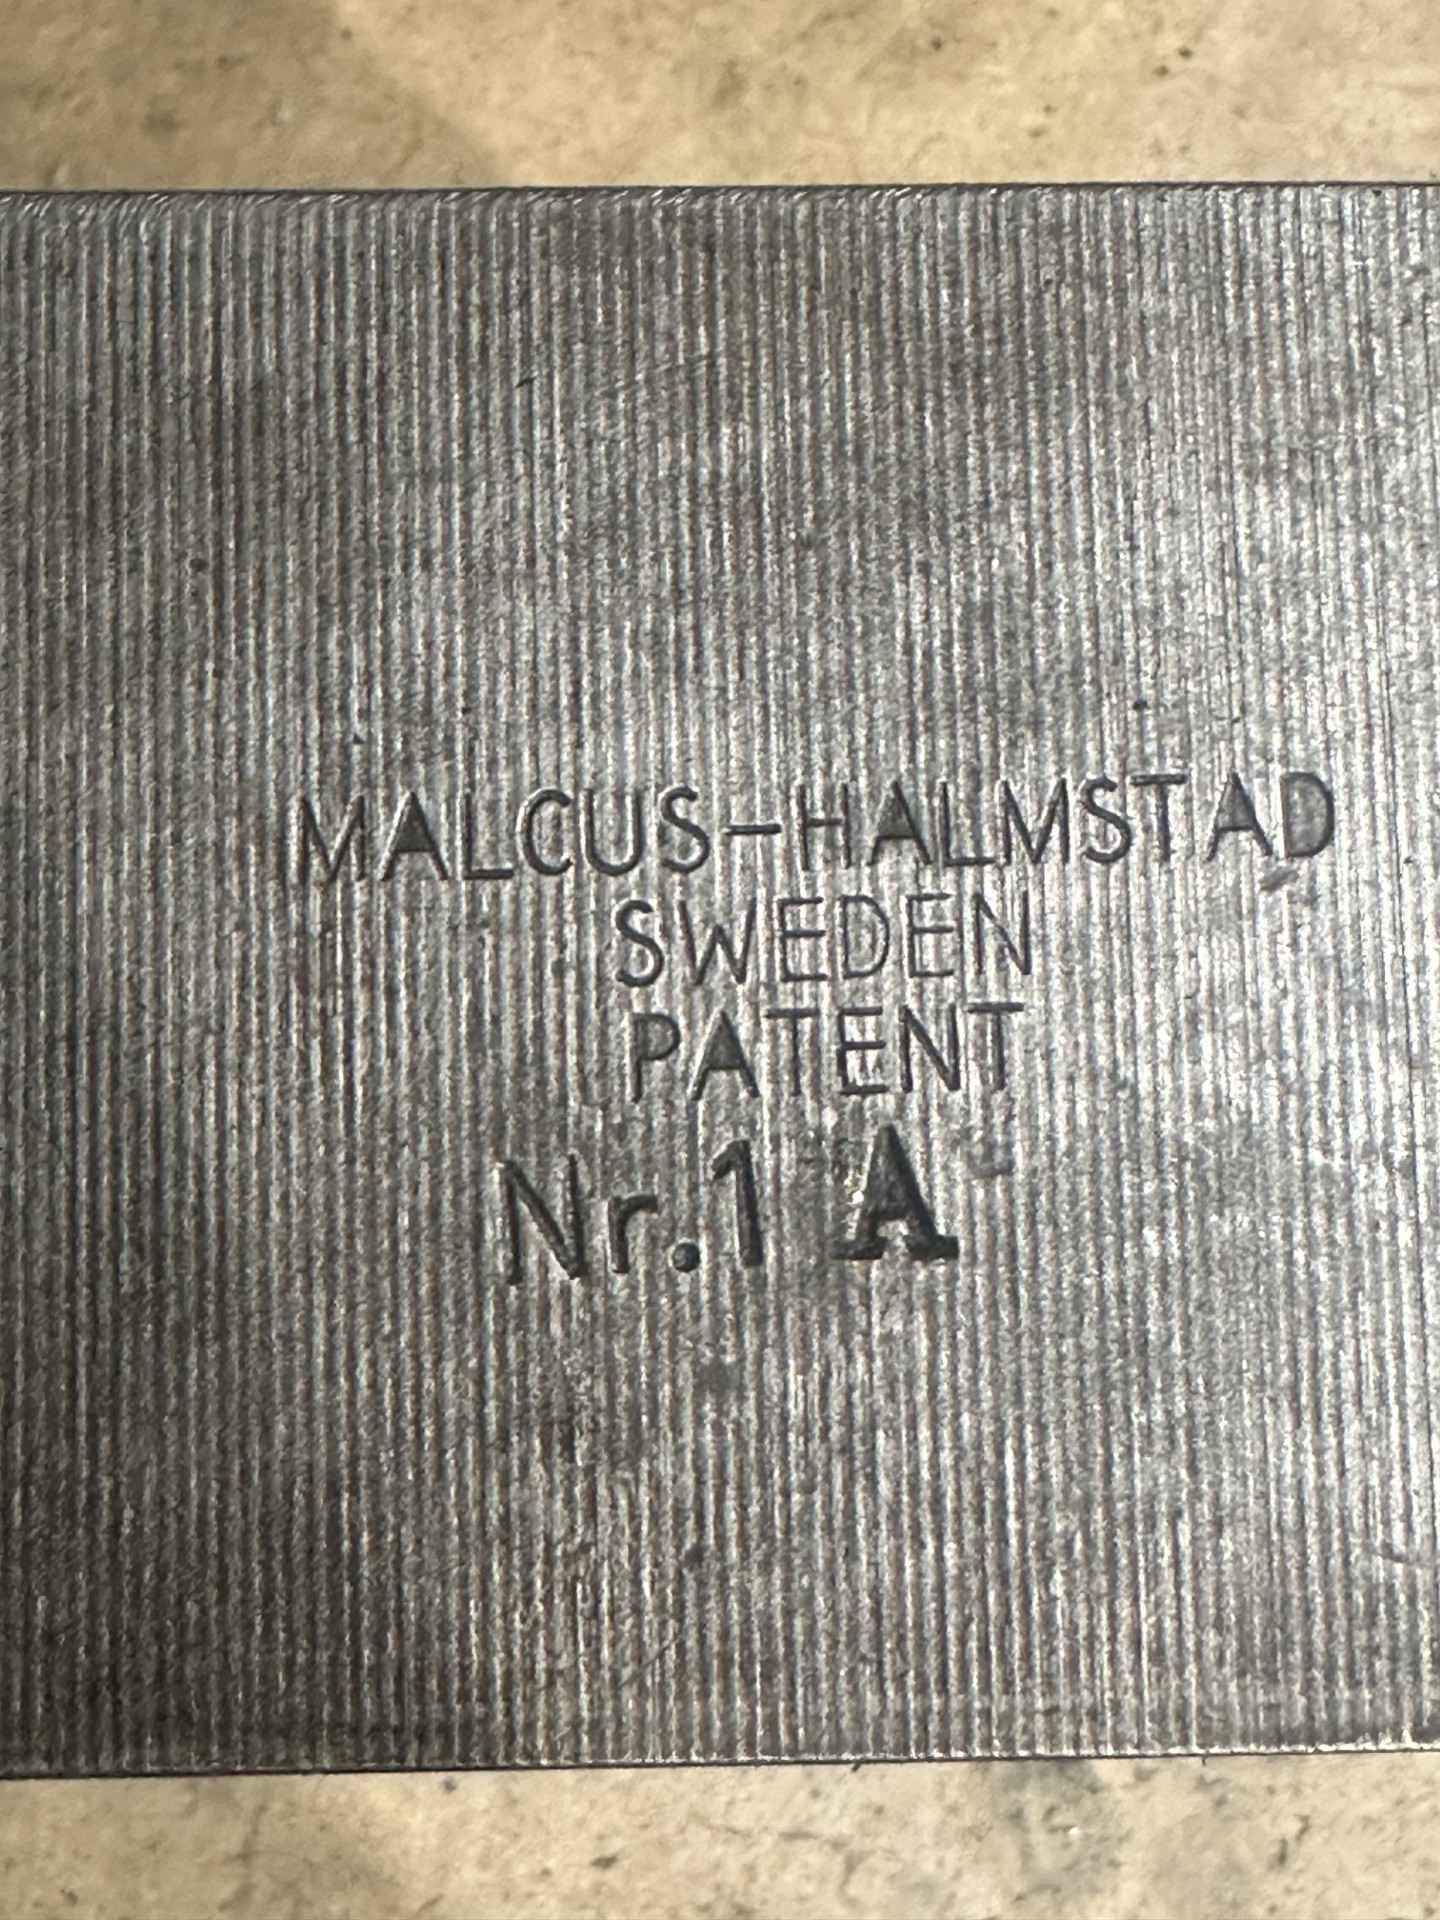 MALCUS-HALMSTAD
SWEDEN
PATENT
Nr.1 A